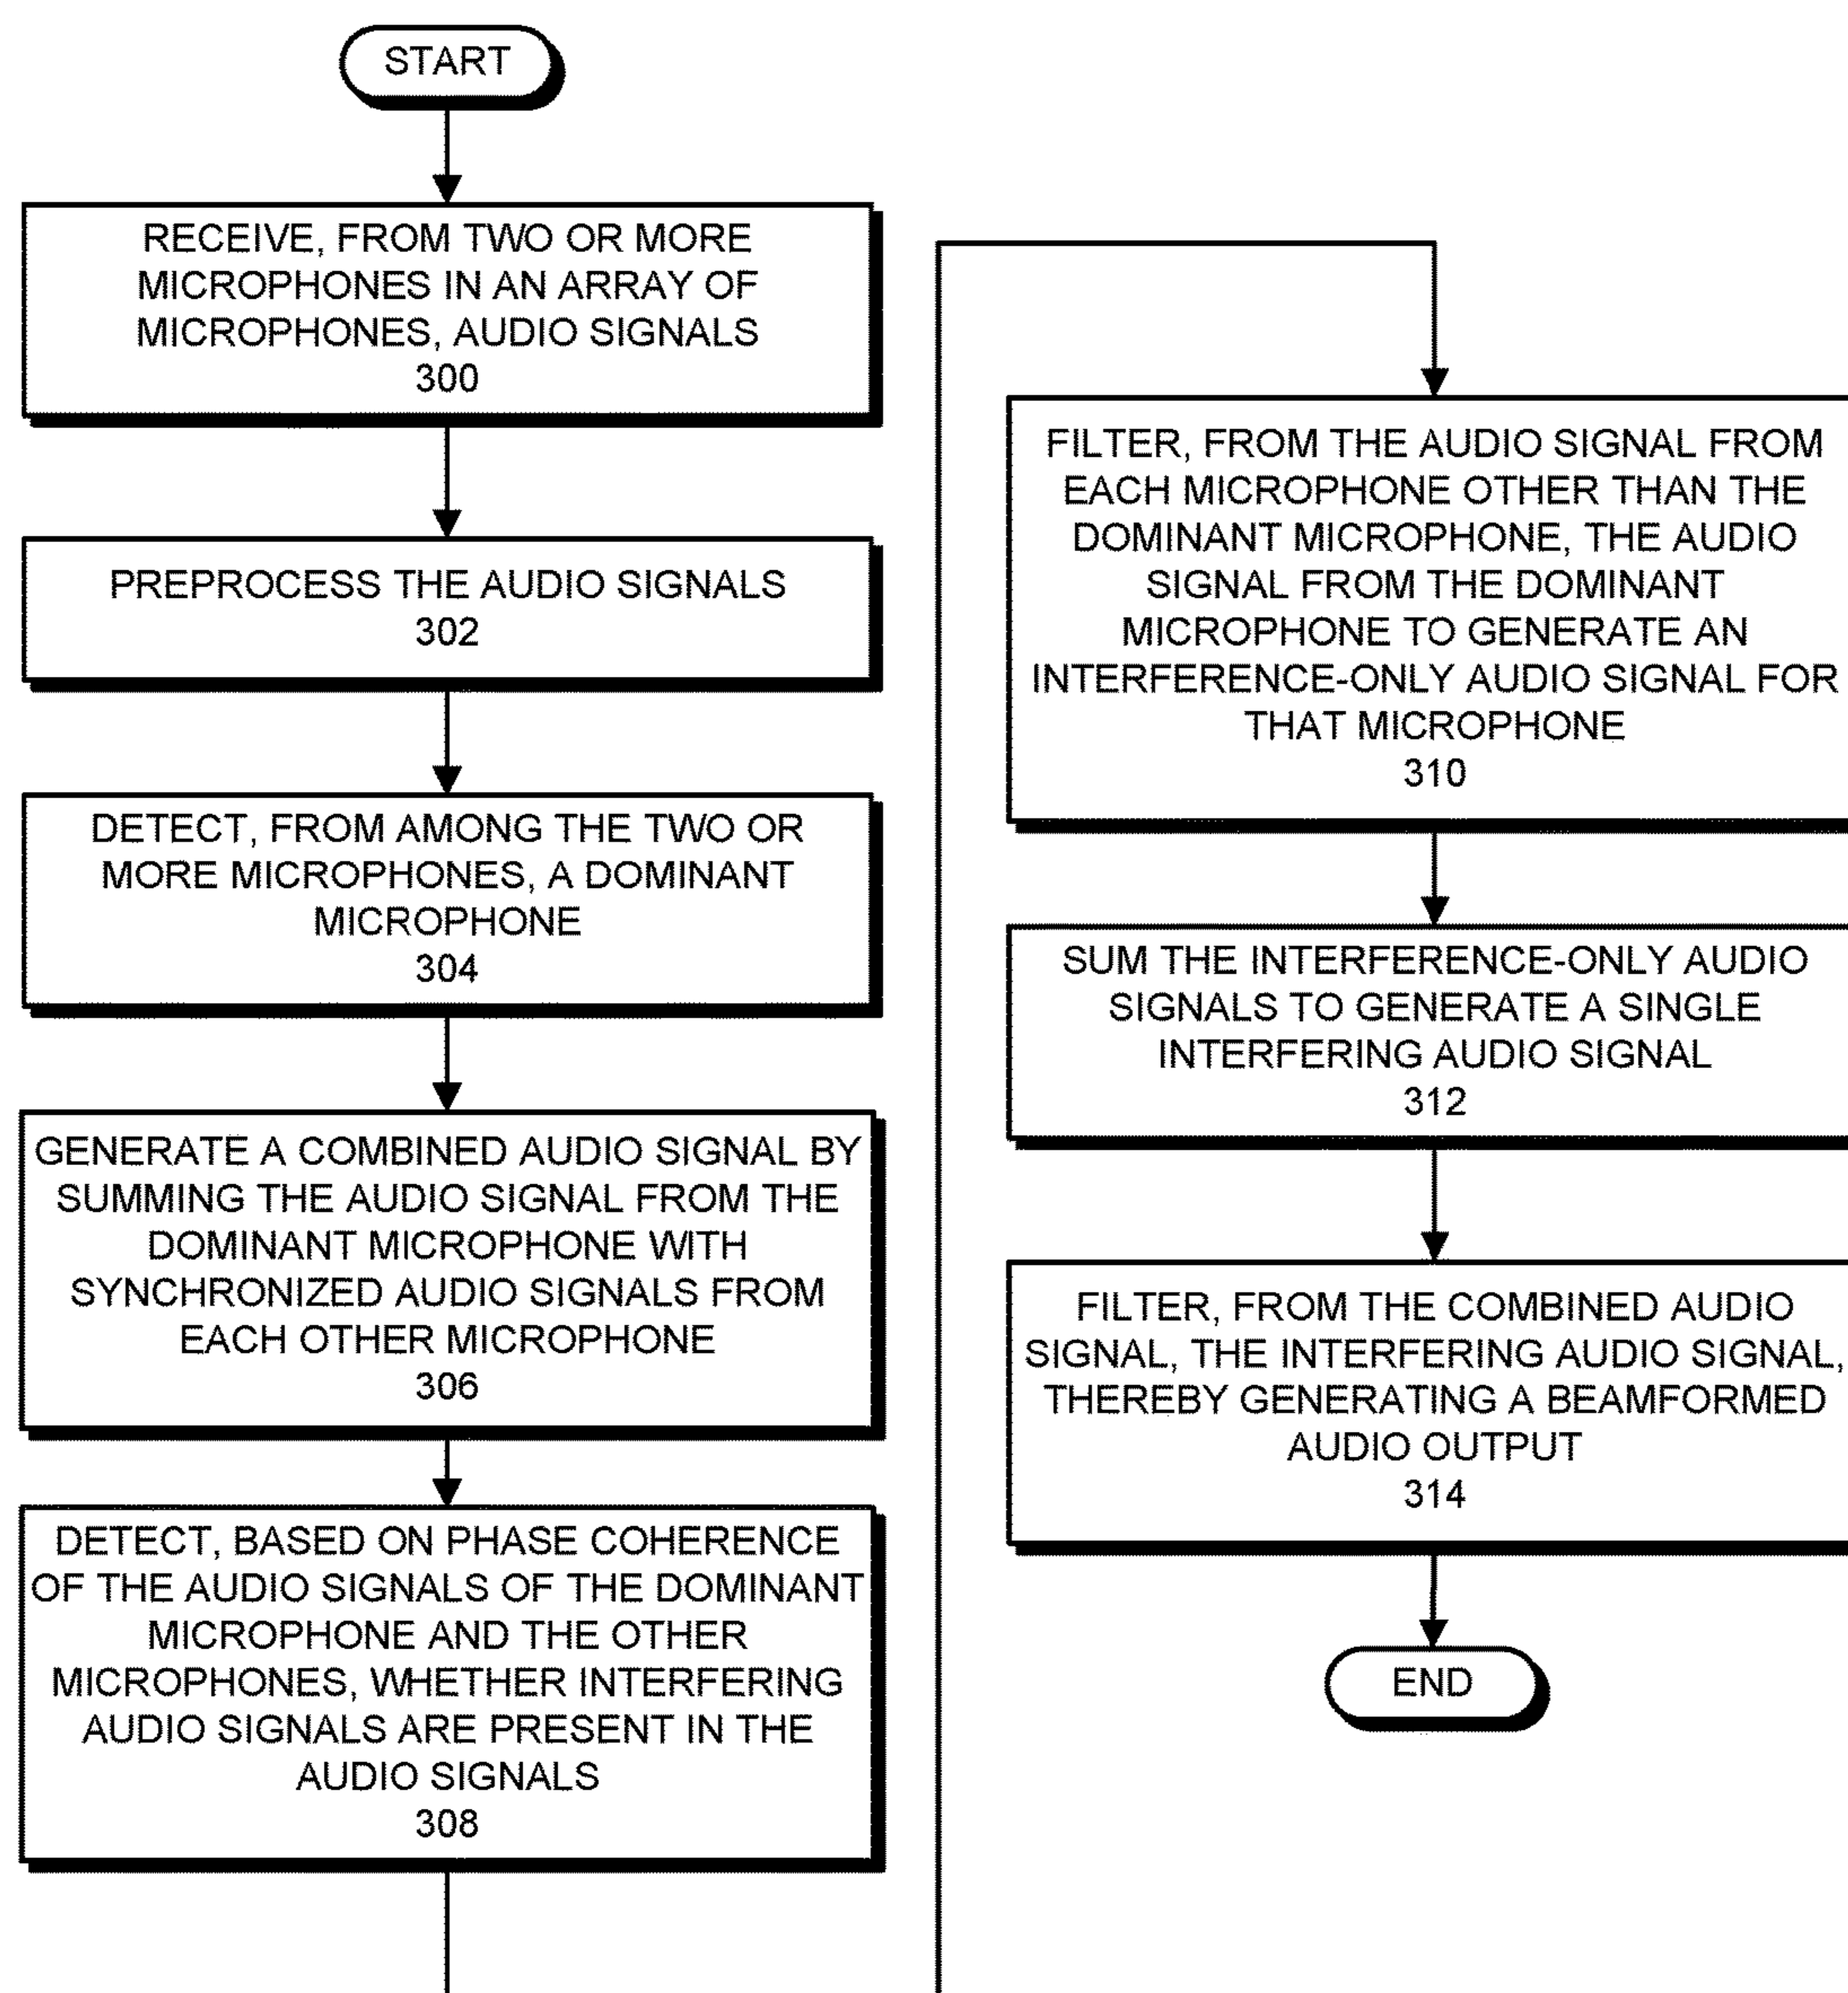 START
RECEIVE, FROM TWO OR MORE
MICROPHONES IN AN ARRAY OF
MICROPHONES, AUDIO SIGNALS
300
PREPROCESS THE AUDIO SIGNALS
302
DETECT, FROM AMONG THE TWO OR
MORE MICROPHONES, A DOMINANT
MICROPHONE
304
GENERATE A COMBINED AUDIO SIGNAL BY
SUMMING THE AUDIO SIGNAL FROM THE
DOMINANT MICROPHONE WITH
SYNCHRONIZED AUDIO SIGNALS FROM
EACH OTHER MICROPHONE
306
DETECT, BASED ON PHASE COHERENCE
OF THE AUDIO SIGNALS OF THE DOMINANT
MICROPHONE AND THE OTHER
MICROPHONES, WHETHER INTERFERING
AUDIO SIGNALS ARE PRESENT IN THE
AUDIO SIGNALS
308
FILTER, FROM THE AUDIO SIGNAL FROM
EACH MICROPHONE OTHER THAN THE
DOMINANT MICROPHONE, THE AUDIO
SIGNAL FROM THE DOMINANT
MICROPHONE TO GENERATE AN
INTERFERENCE-ONLY AUDIO SIGNAL FOR
THAT MICROPHONE
310
SUM THE INTERFERENCE-ONLY AUDIO
SIGNALS TO GENERATE A SINGLE
INTERFERING AUDIO SIGNAL
312
FILTER, FROM THE COMBINED AUDIO
SIGNAL, THE INTERFERING AUDIO SIGNAL,
THEREBY GENERATING A BEAMFORMED
AUDIO OUTPUT
314
END